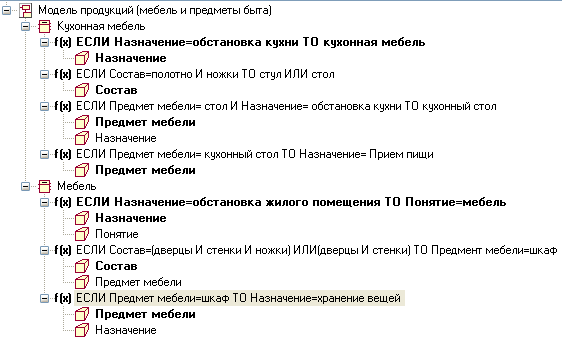 Модель продукций (мебель и предметы быта)
Кухонная мебель
f(x) ЕСЛИ Назначение=обстановка кухни ТО кухонная мебель
Назначение
f(x) ЕСЛИ Состав=полотно И ножки ТО стул ИЛИ стол
Состав
f(x) ЕСЛИ Предмет мебели= стол И Назначение= обстановка кухни ТО кухонный стол
Предмет мебели
Назначение
f(x) ЕСЛИ Предмет мебели= кухонный стол ТО Назначение= Прием пищи
Предмет мебели
Мебель
f(x) ЕСЛИ Назначение=обстановка жилого помещения ТО Понятие=мебель
Назначение
Понятие
f(x) ЕСЛИ Состав=(дверцы И стенки И ножки) ИЛИ(дверцы И стенки) ТО Предмент мебели=шкаф
Состав
Предмет мебели
f(x) ЕСЛИ Предмет мебели=шкаф ТО Назначение=хранение вещей
Предмет мебели
Назначение